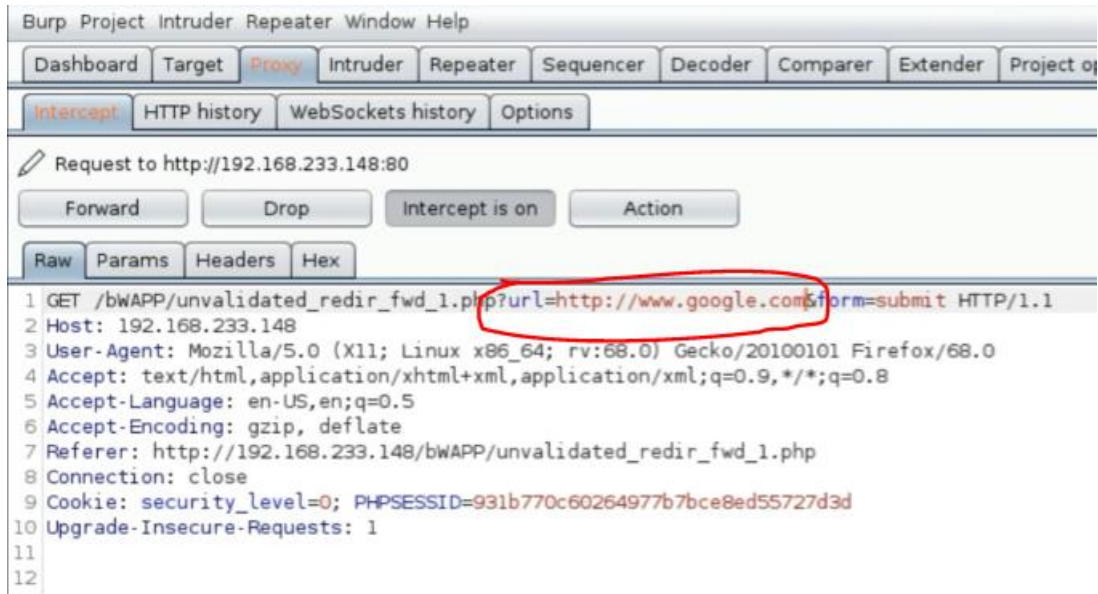 Burp Project Intruder Repeater Window Help
Dashboard Target Proxy Intruder Repeater Sequencer Decoder Comparer Extender Project op
Intercept HTTP history WebSockets history Options
Request to http://192.168.233.148:80
Forward Drop Intercept is on Action
Raw Params Headers Hex
1 GET /bWAPP/unvalidated_redir_fwd_1.php?url=http://www.google.com&form=submit HTTP/1.1
2 Host: 192.168.233.148
3 User-Agent: Mozilla/5.0 (X11; Linux x86_64; rv:68.0) Gecko/20100101 Firefox/68.0
4 Accept: text/html,application/xhtml+xml,application/xml;q=0.9,*/*;q=0.8
5 Accept-Language: en-US,en;q=0.5
6 Accept-Encoding: gzip, deflate
7 Referer: http://192.168.233.148/bWAPP/unvalidated_redir_fwd_1.php
8 Connection: close
9 Cookie: security_level=0; PHPSESSID=931b770c60264977b7bce8ed55727d3d
10 Upgrade-Insecure-Requests: 1
11
12